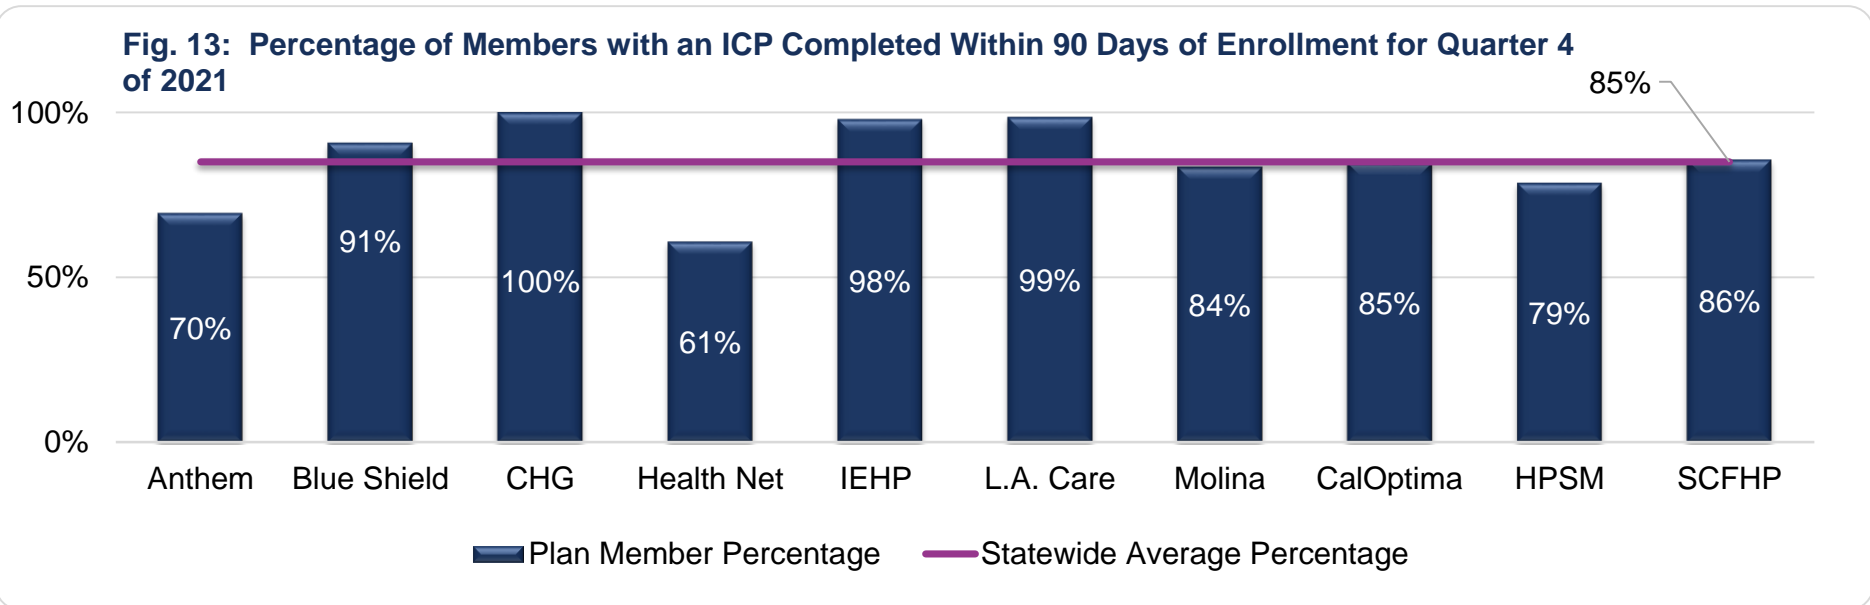 Fig. 13:  Percentage of Members with an ICP Completed Within 90 Days of Enrollment for Quarter 4
of 2021
85%
100%
50%
0%
70%
91%
100%
61%
98%
99%
84%
85%
79%
86%
Anthem
Blue Shield
CHG
Health Net
IEHP
L.A. Care
Molina
CalOptima
HPSM
SCFHP
Plan Member Percentage
Statewide Average Percentage